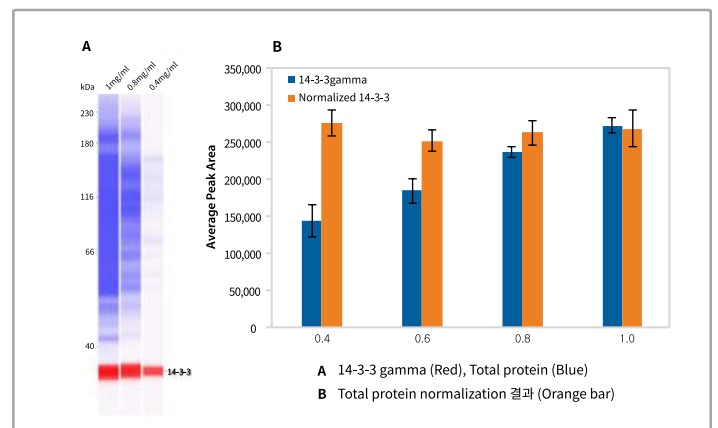 A
1mg/ml
0.8mg/ml
0.4mg/ml
kDa
230
180
116
66
40
14-3-3
B
350,000
300,000
250,000
200,000
150,000
100,000
50,000
0
Average Peak Area
14-3-3gamma
Normalized 14-3-3
0.4 0.6 0.8 1.0
A 14-3-3 gamma (Red), Total protein (Blue)
B Total protein normalization 결과 (Orange bar)